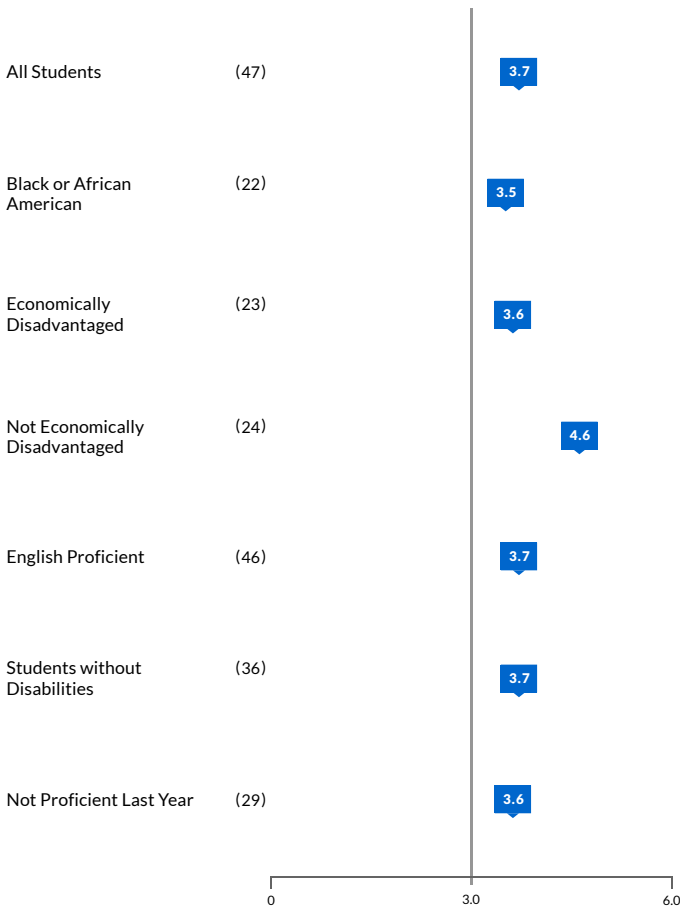 All Students (47) 3.7
Black or African (22) 3.5
American
Economically (23) 3.6
Disadvantaged
Not Economically (24) 4.6
Disadvantaged
English Proficient (46) 3.7
Students without (36) 3.7
Disabilities
Not Proficient Last Year (29) 3.6
0 3.0 6.0